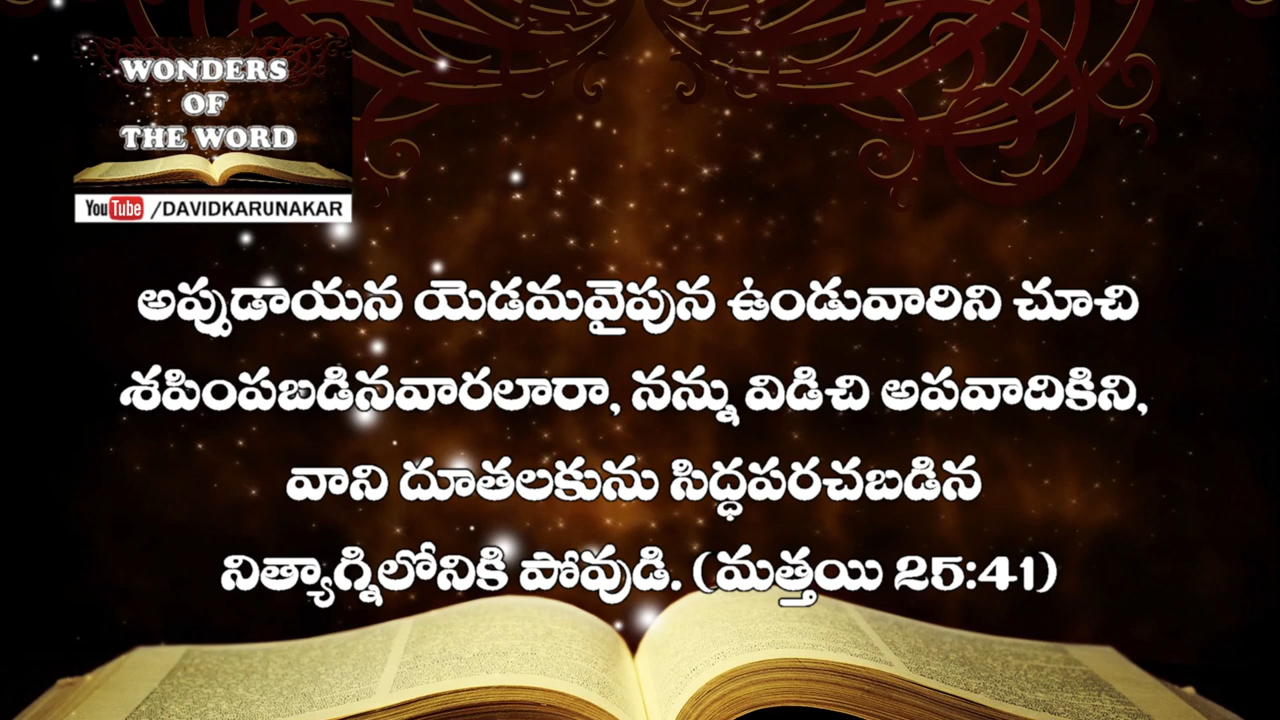 WONDERS
OF
THE WORD
YouTube /DAVIDKARUNAKAR
అప్పుడాయన యెడమవైపున ఉండువారిని చూచి
శపింపబడినవారలారా, నన్ను విడిచి అపవాదికిని,
వాని దూతలకును సిద్ధపరచబడిన
నిత్యాగ్నిలోనికి పోవుడి. (మత్తయి 25:41)